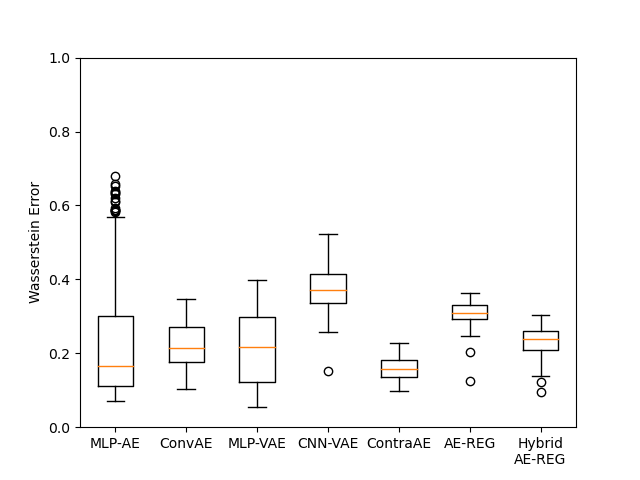 1.0
0.8
0.6
0.4
0.2
0.0
Wasserstein Error
MLP-AE ConvAE MLP-VAE CNN-VAE ContraAE AE-REG Hybrid
AE-REG